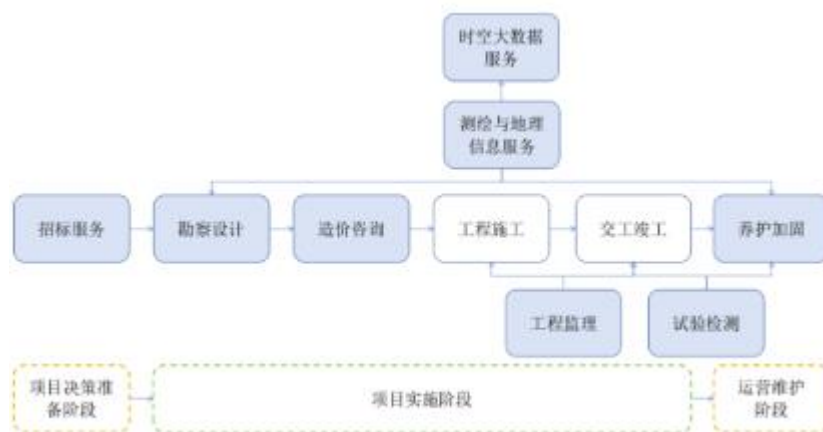 时空大数据
服务
测绘与地理
信息服务
招标服务
勘察设计
造价咨询
工程施工
交工竣工
养护加固
工程监理
试验检测
项目决策准
备阶段
项目实施阶段
运营维护
阶段